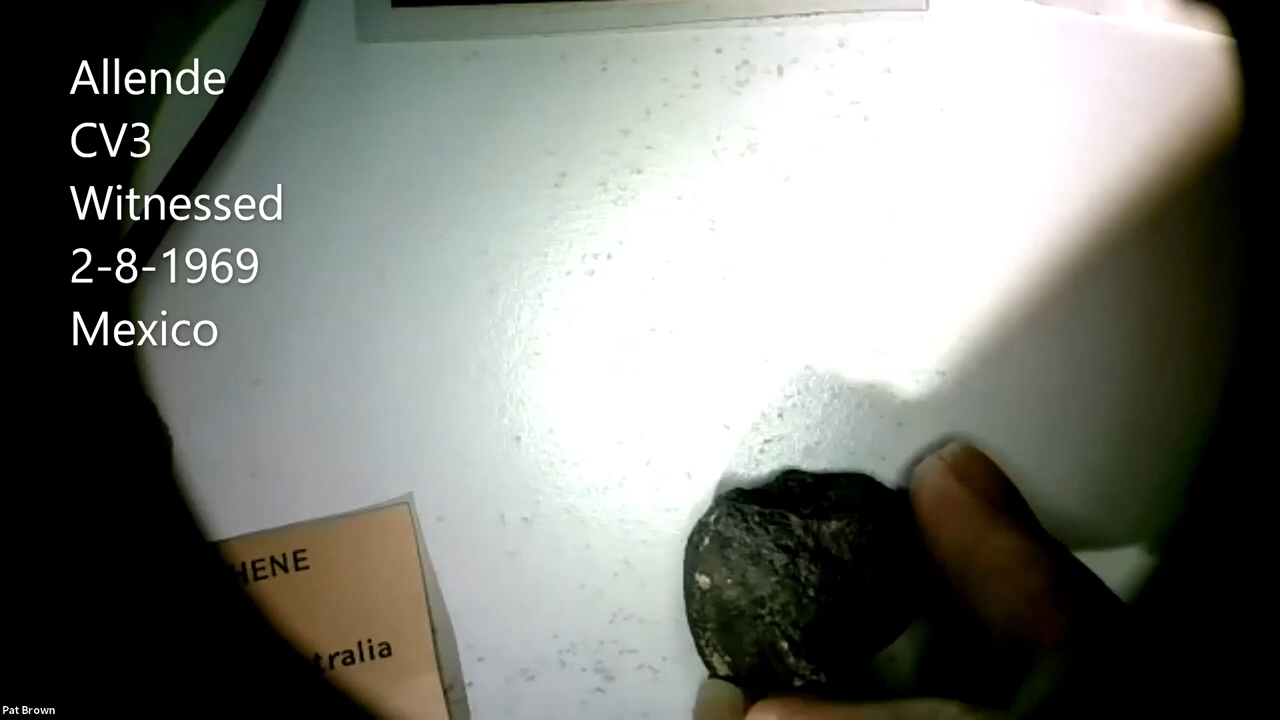 Allende
CV3
Witnessed
2-8-1969
Mexico
HENE
tralia
Pat Brown